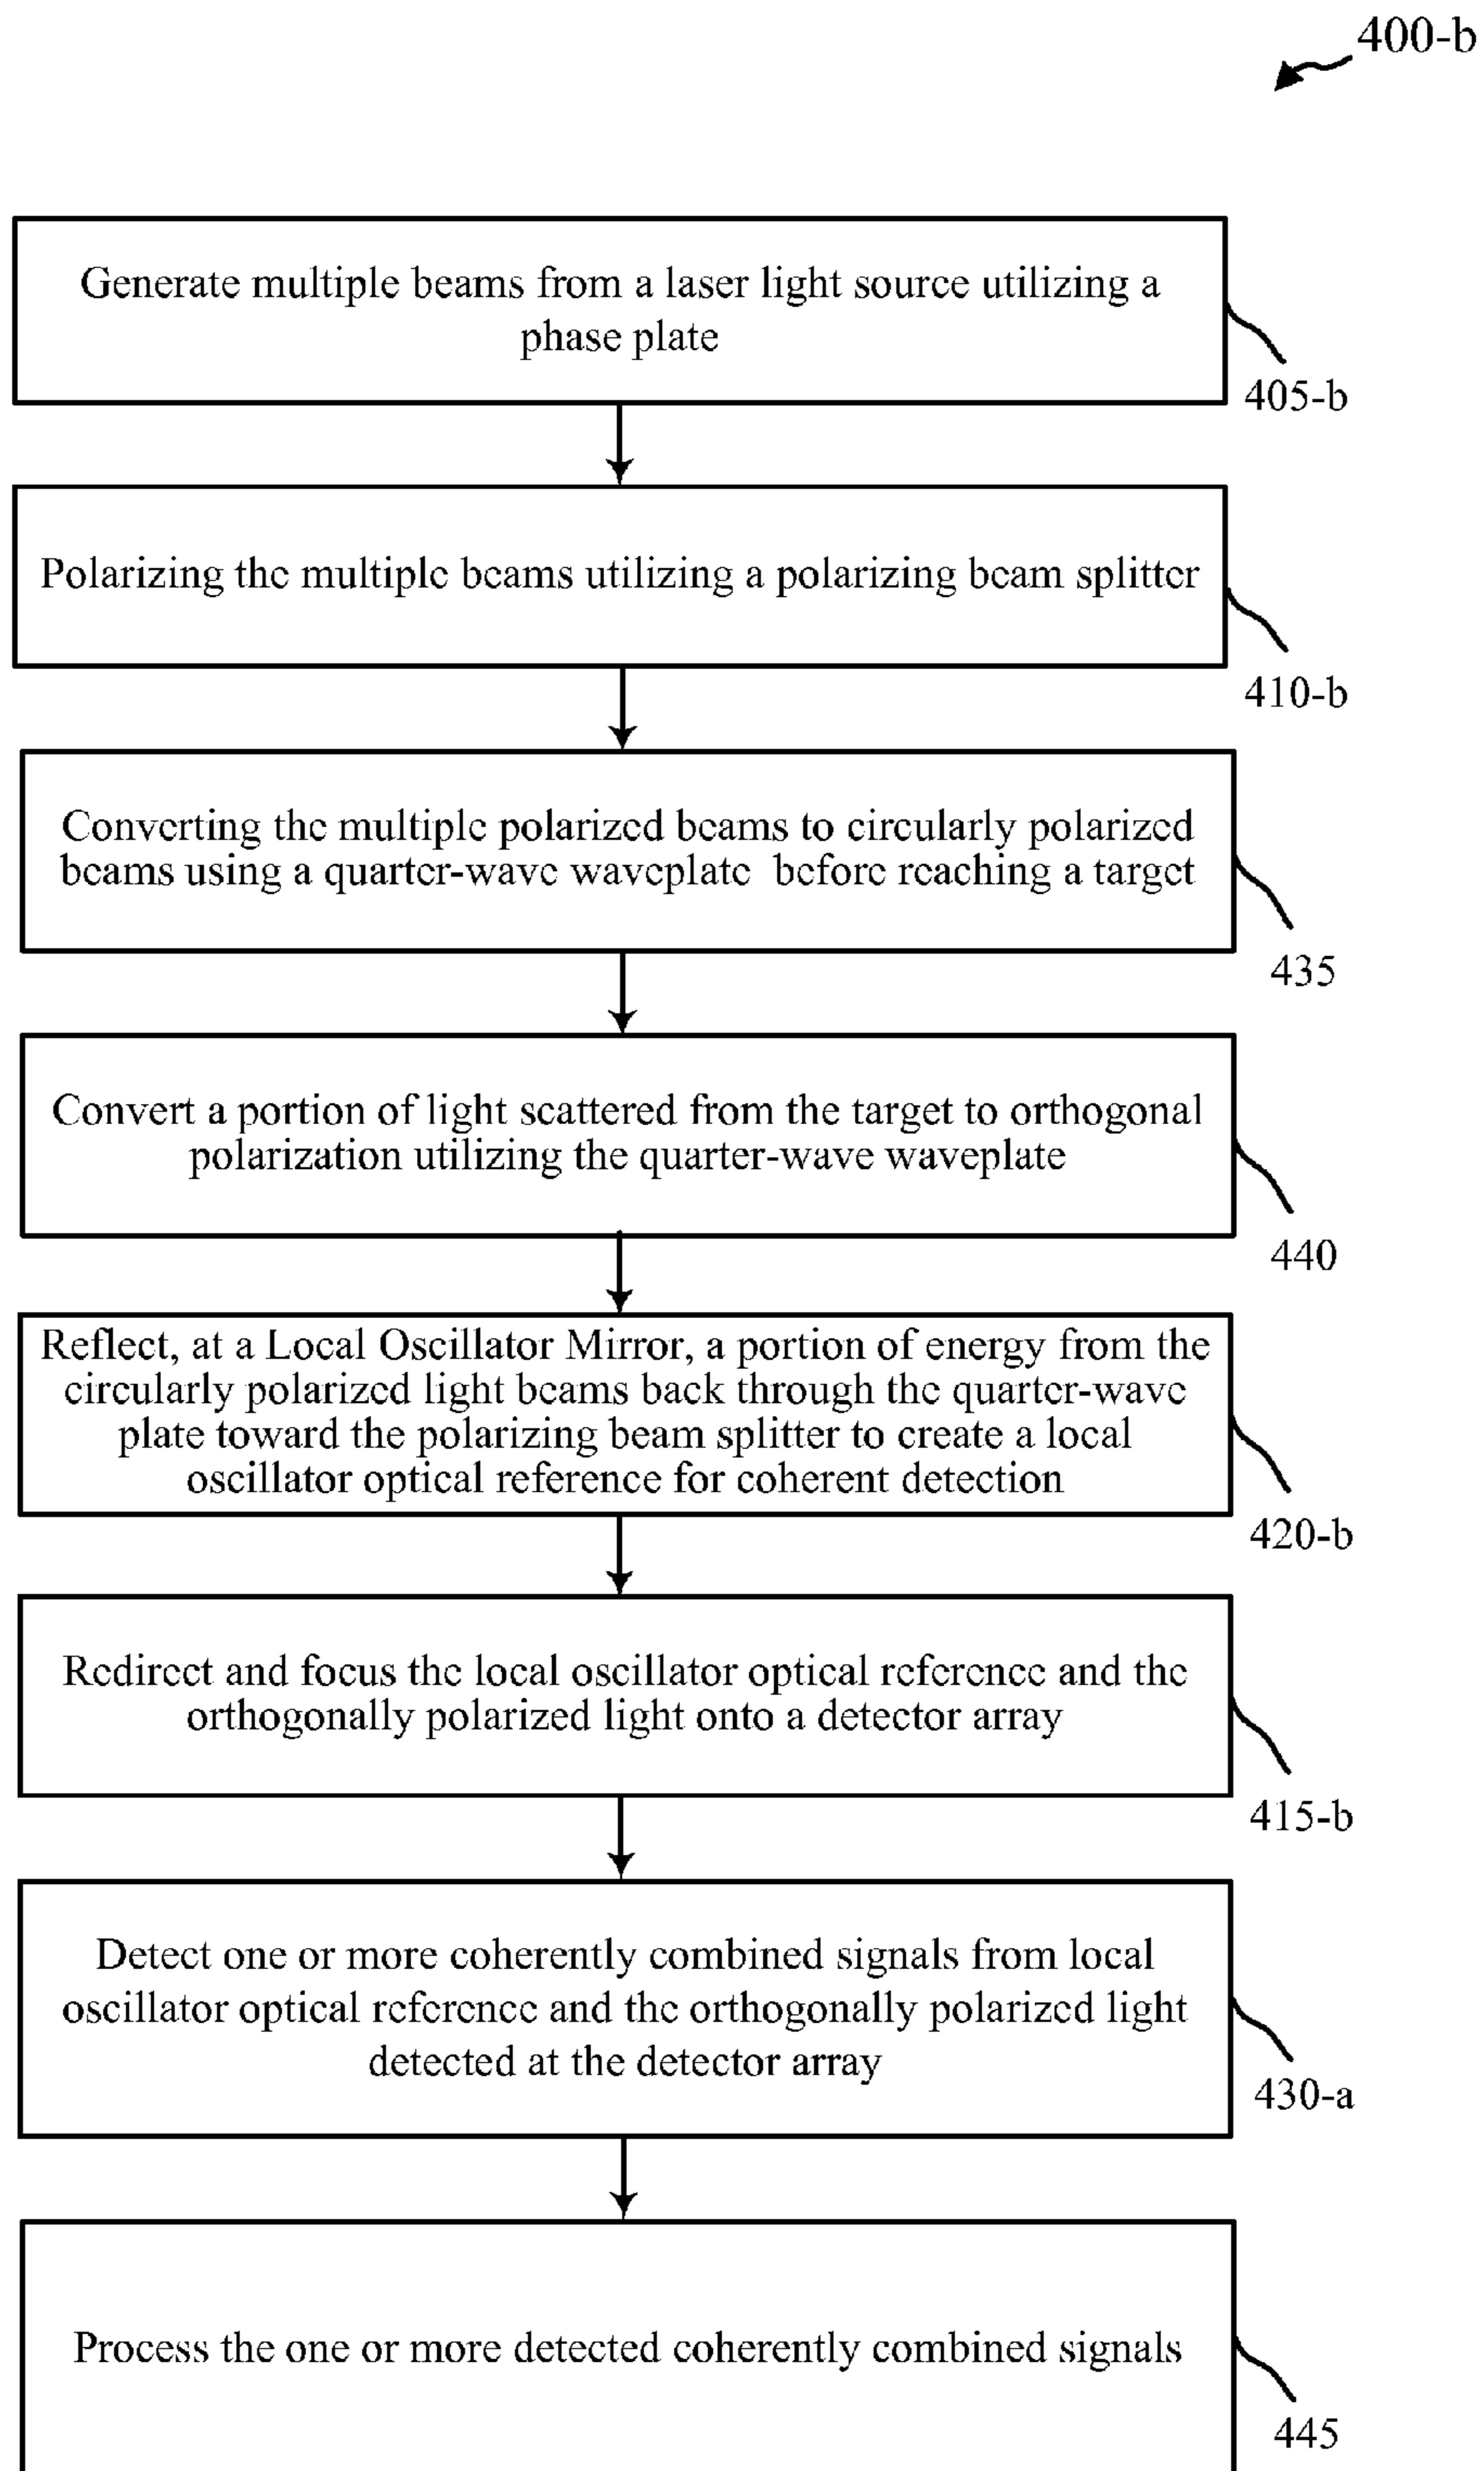 400-b
Generate multiple beams from a laser light source utilizing a
phase plate
405-b
Polarizing the multiple beams utilizing a polarizing beam splitter
410-b
Converting the multiple polarized beams to circularly polarized
beams using a quarter-wave waveplate before reaching a target
435
Convert a portion of light scattered from the target to orthogonal
polarization utilizing the quarter-wave waveplate
440
Reflect, at a Local Oscillator Mirror, a portion of energy from the
circularly polarized light beams back through the quarter-wave
plate toward the polarizing beam splitter to create a local
oscillator optical reference for coherent detection
420-b
Redirect and focus the local oscillator optical reference and the
orthogonally polarized light onto a detector array
415-b
Detect one or more coherently combined signals from local
oscillator optical reference and the orthogonally polarized light
detected at the detector array
430-a
Process the one or more detected coherently combined signals
445